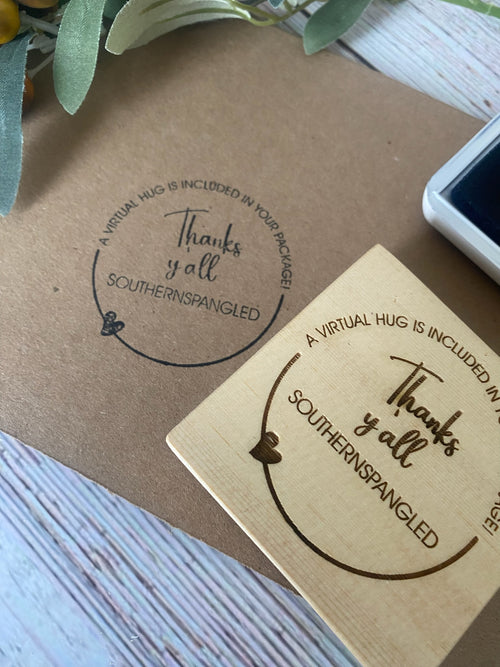 A VIRTUAL HUG IS INCLUDED IN YOUR PACKAGE!
Thanks
y'all
SOUTHERNSPANGLED
A VIRTUAL HUG IS INCLUDED IN
Thanks
y'all
SOUTHERNSPANGLED